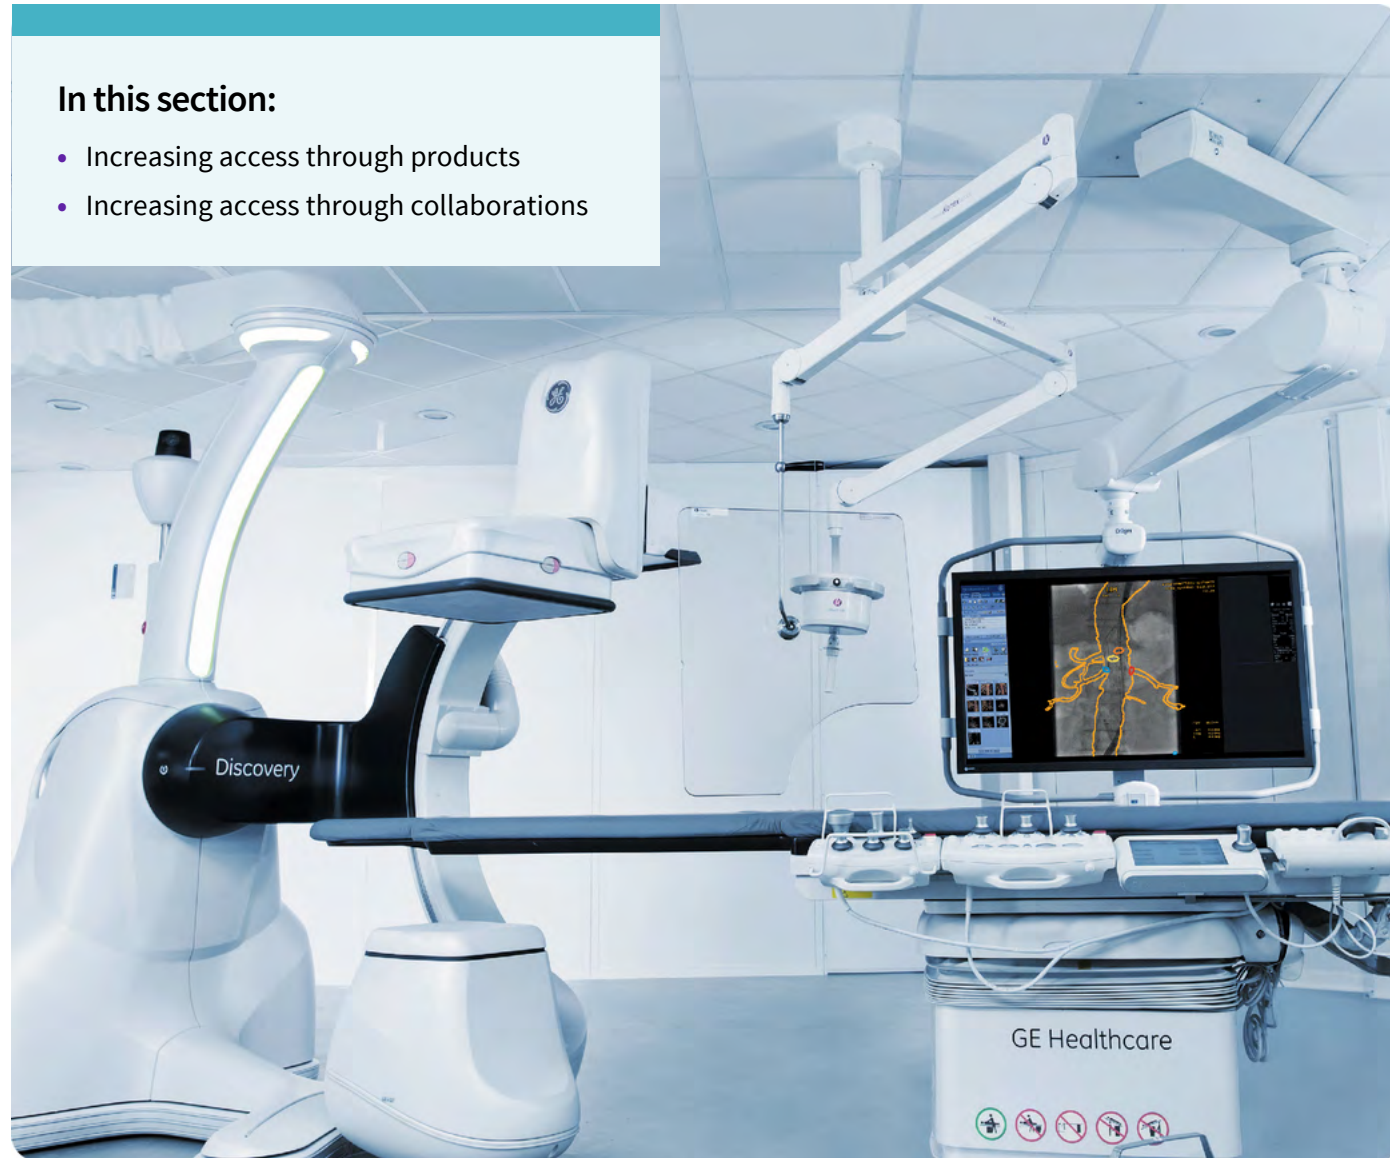 In this section:
• Increasing access through products
• Increasing access through collaborations
Discovery
GE Healthcare